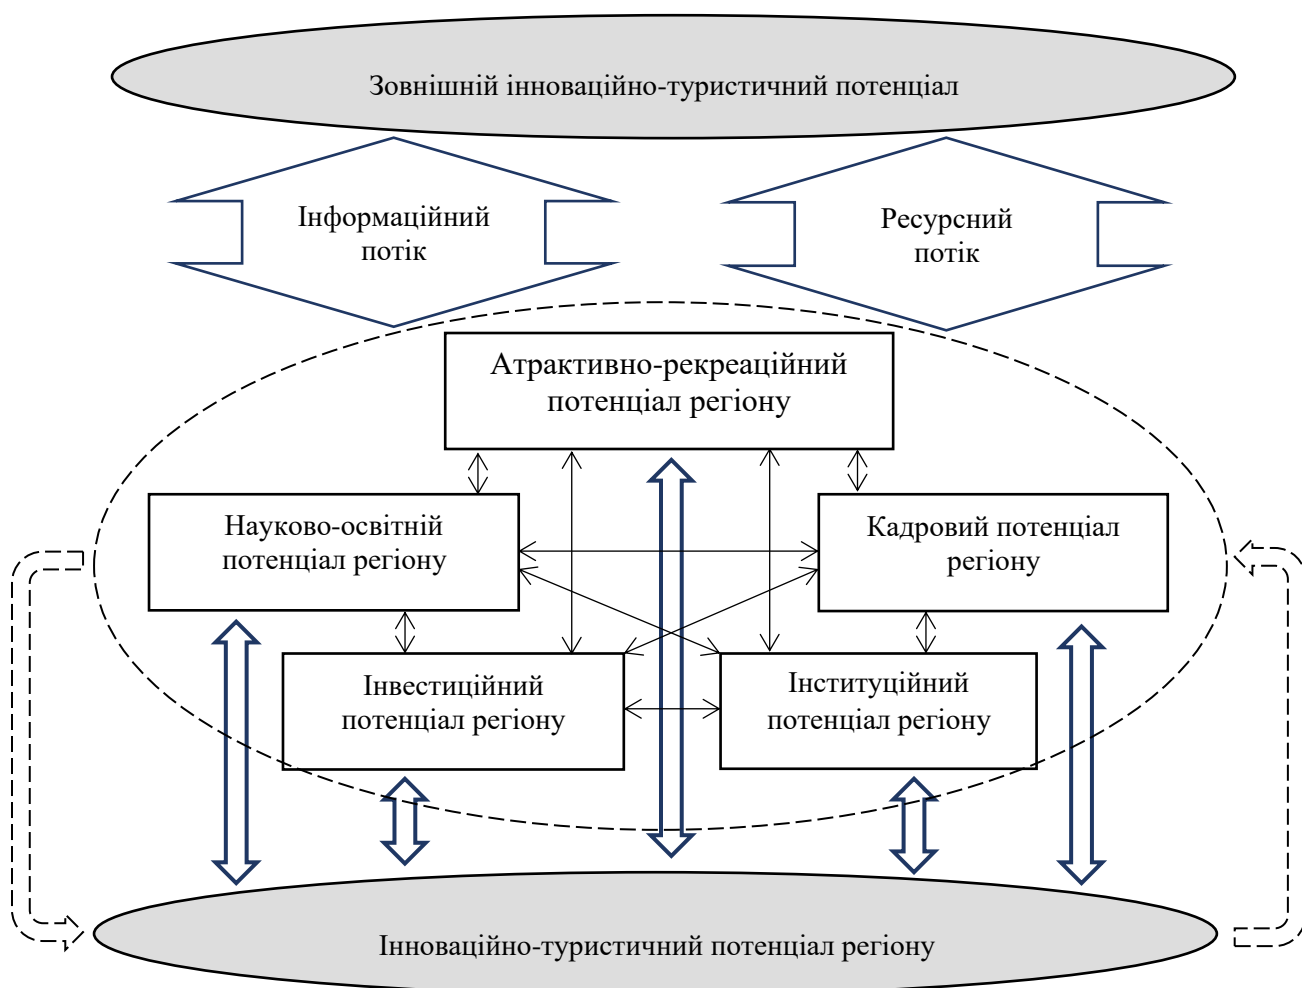 Зовнішній інноваційно-туристичний потенціал
Інформаційний
потік
Ресурсний
потік
Атрактивно-рекреаційний
потенціал регіону
Науково-освітній
потенціал регіону
Кадровий потенціал
регіону
Інвестиційний
потенціал регіону
Інституційний
потенціал регіону
Інноваційно-туристичний потенціал регіону